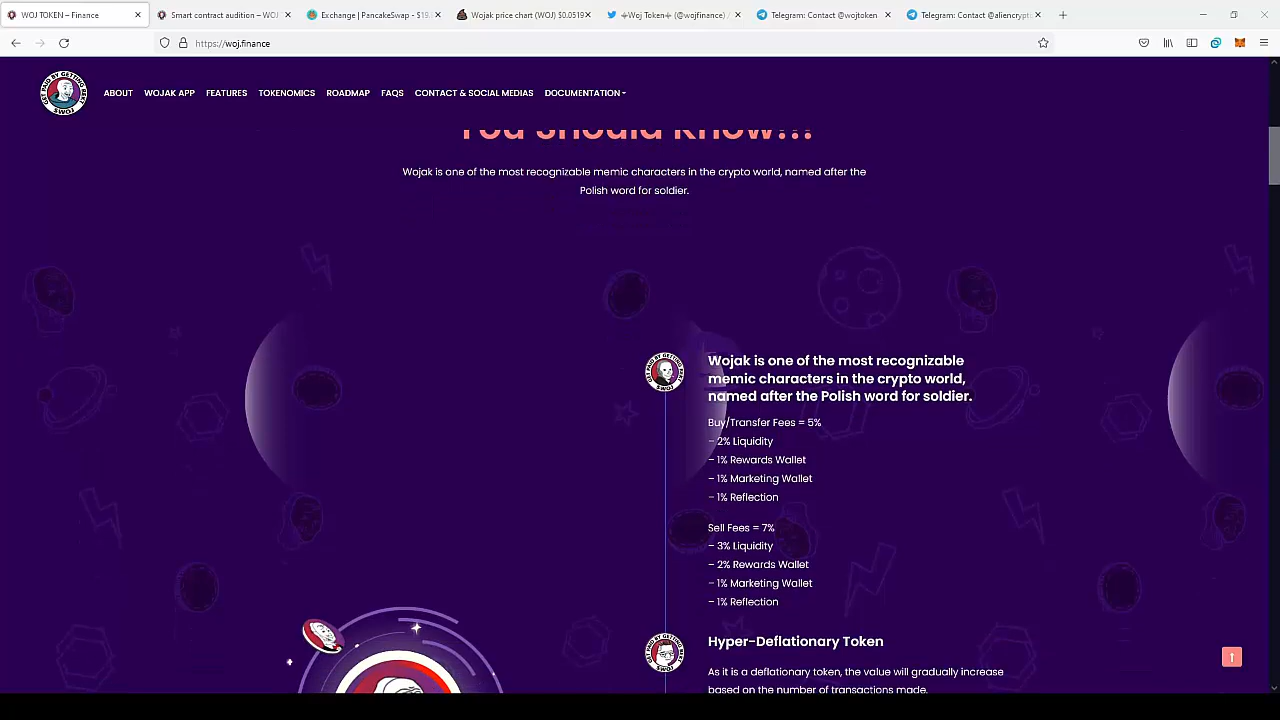 WOJ TOKEN – Finance
Smart contract audition – WOJ
Exchange | PancakeSwap - $19.
Wojak price chart (WOJ) $0.03
Woj Token (@wojfinance) /
Telegram: Contact @wojtoken
Telegram: Contact @aliencrypt
https://woj.finance
ABOUT
WOJAK APP
FEATURES
TOKENOMICS
ROADMAP
FAQS
CONTACT & SOCIAL MEDIAS
DOCUMENTATION
You Should Know!!!
Wojak is one of the most recognizable memic characters in the crypto world, named after the
Polish word for soldier.
Wojak is one of the most recognizable
memic characters in the crypto world,
named after the Polish word for soldier.
Buy/Transfer Fees = 5%
– 2% Liquidity
– 1% Rewards Wallet
– 1% Marketing Wallet
– 1% Reflection
Sell Fees = 7%
– 3% Liquidity
– 2% Rewards Wallet
– 1% Marketing Wallet
– 1% Reflection
Hyper-Deflationary Token
As it is a deflationary token, the value will gradually increase
based on the number of transactions made.